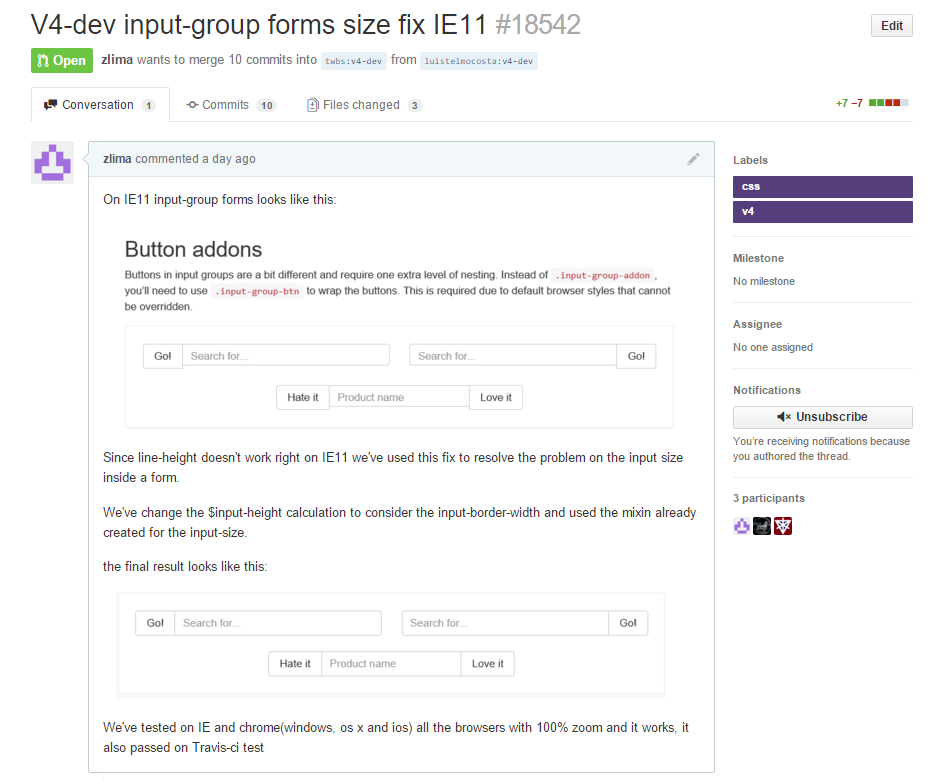 V4-dev input-group forms size fix IE11 #18542
Edit
Open zlima wants to merge 10 commits into twbs:v4-dev from luistelmocosta:v4-dev
Conversation 1 Commits 10 Files changed 3 +7 −7
zlima commented a day ago
On IE11 input-group forms looks like this:
Button addons
Buttons in input groups are a bit different and require one extra level of nesting. Instead of .input-group-addon ,
you'll need to use .input-group-btn to wrap the buttons. This is required due to default browser styles that cannot
be overridden.
Go! Search for... Search for... Go!
Hate it Product name Love it
Since line-height doesn't work right on IE11 we've used this fix to resolve the problem on the input size
inside a form.
We've change the $input-height calculation to consider the input-border-width and used the mixin already
created for the input-size.
the final result looks like this:
Go! Search for... Search for... Go!
Hate it Product name Love it
We've tested on IE and chrome(windows, os x and ios) all the browsers with 100% zoom and it works, it
also passed on Travis-ci test
Labels
css
v4
Milestone
No milestone
Assignee
No one assigned
Notifications
Unsubscribe
You're receiving notifications because
you authored the thread.
3 participants